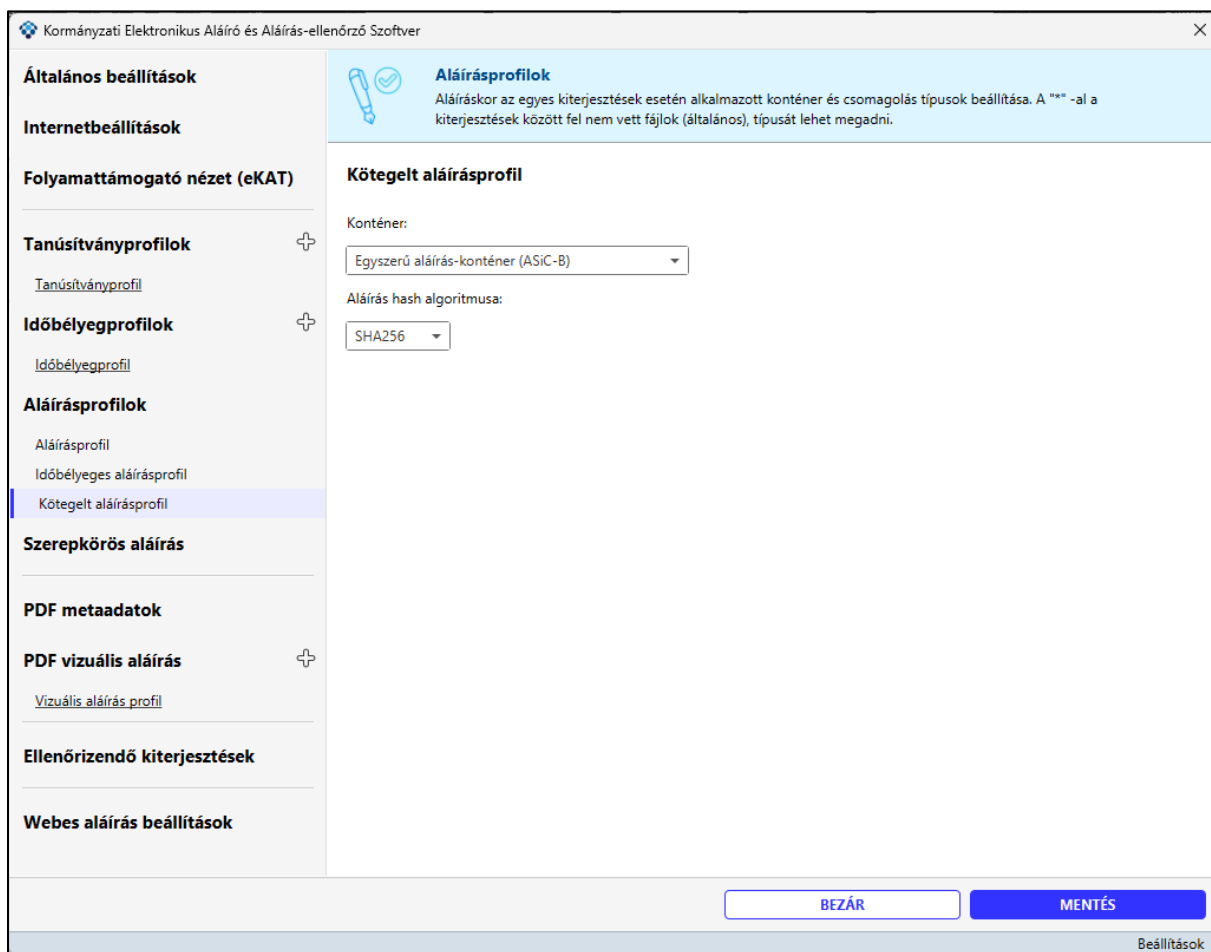 Kormányzati Elektronikus Aláíró és Aláírás-ellenőrző Szoftver
Általános beállítások
Internetbeállítások
Folyamattámogató nézet (eKAT)
Tanúsítványprofilok
Tanúsítványprofil
Időbélyegprofilok
Időbélyegprofil
Aláírásprofilok
Aláírásprofil
Időbélyeges aláírásprofil
Kötegelt aláírásprofil
Szerepkörös aláírás
PDF metaadatok
PDF vizuális aláírás
Vizuális aláírás profil
Ellenőrizendő kiterjesztések
Webes aláírás beállítások
Aláírásprofilok
Aláíráskor az egyes kiterjesztések esetén alkalmazott konténer és csomagolás típusok beállítása. A "*" -al a
kiterjesztések között fel nem vett fájlok (általános), típusát lehet megadni.
Kötegelt aláírásprofil
Konténer:
Egyszerű aláírás-konténer (ASiC-B)
Aláírás hash algoritmusa:
SHA256
BEZÁR
MENTÉS
Beállítások